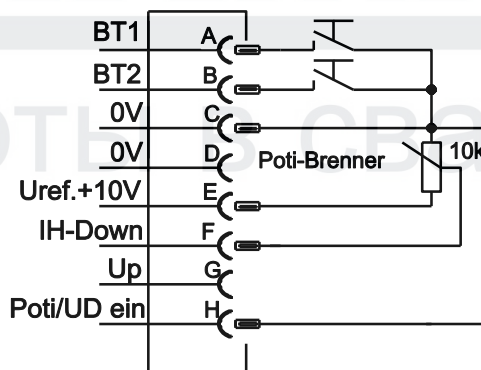 BT1 A
BT2 B
0V C
0V D Poti-Brenner 10k
Uref.+10V E
IH-Down F
Up G
Poti/UD ein H